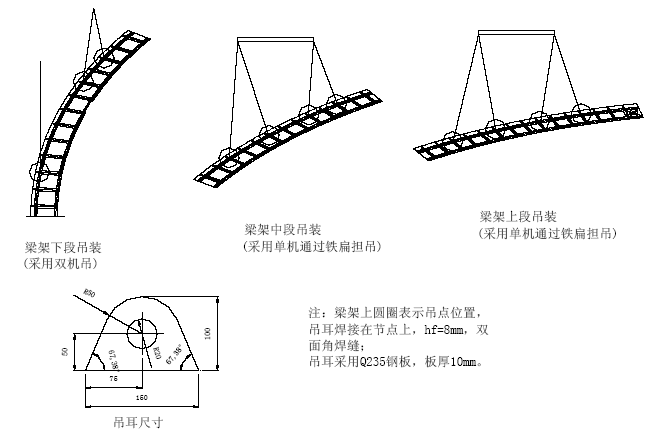 梁架下段吊装
(采用双机吊)
梁架中段吊装
(采用单机通过铁扁担吊)
梁架上段吊装
(采用单机通过铁扁担吊)
R50
100
50
R20
67,38°
67,38°
75
150
吊耳尺寸
注：梁架上圆圈表示吊点位置，
吊耳焊接在节点上，hf=8mm，双
面角焊缝；
吊耳采用Q235钢板，板厚10mm。